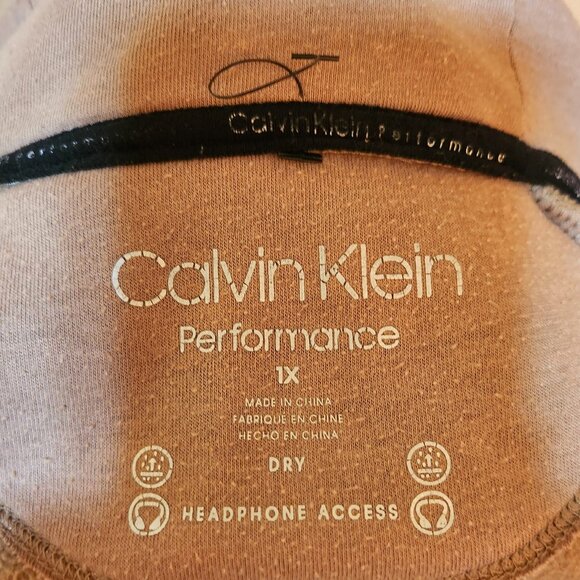 Calvin Klein Performance
Calvin Klein
Performance
1X
MADE IN CHINA
FABRIQUE EN CHINE
HECHO EN CHINA
DRY
HEADPHONE ACCESS